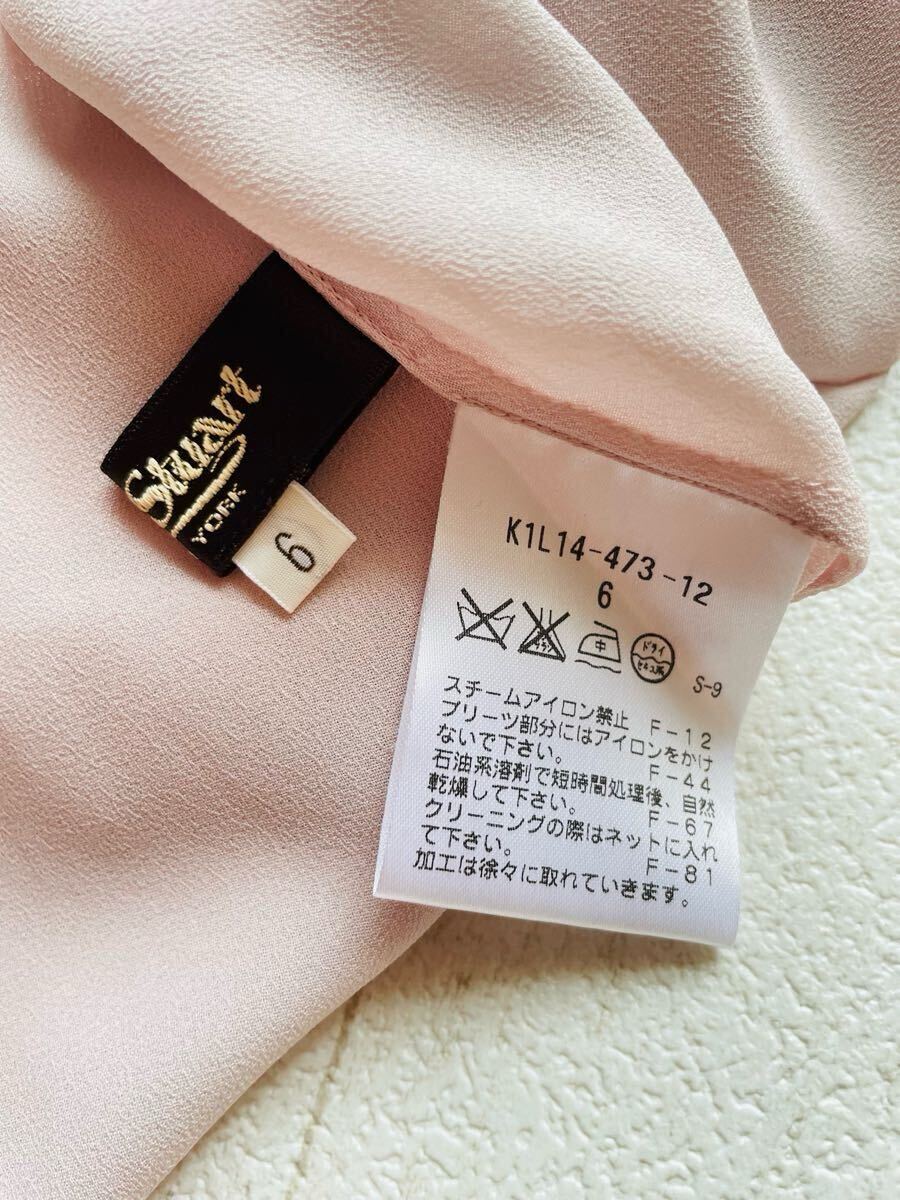 Stuart
YORK
6
K1L14-473-12
6
中
ドライ
セキユ系
S-9
スチームアイロン禁止 F-12
プリーツ部分にはアイロンをかけ
ないで下さい。 F-44
石油系溶剤で短時間処理後、自然
乾燥して下さい。 F-67
クリーニングの際はネットに入れ
て下さい。 F-81
加工は徐々に取れていきます。